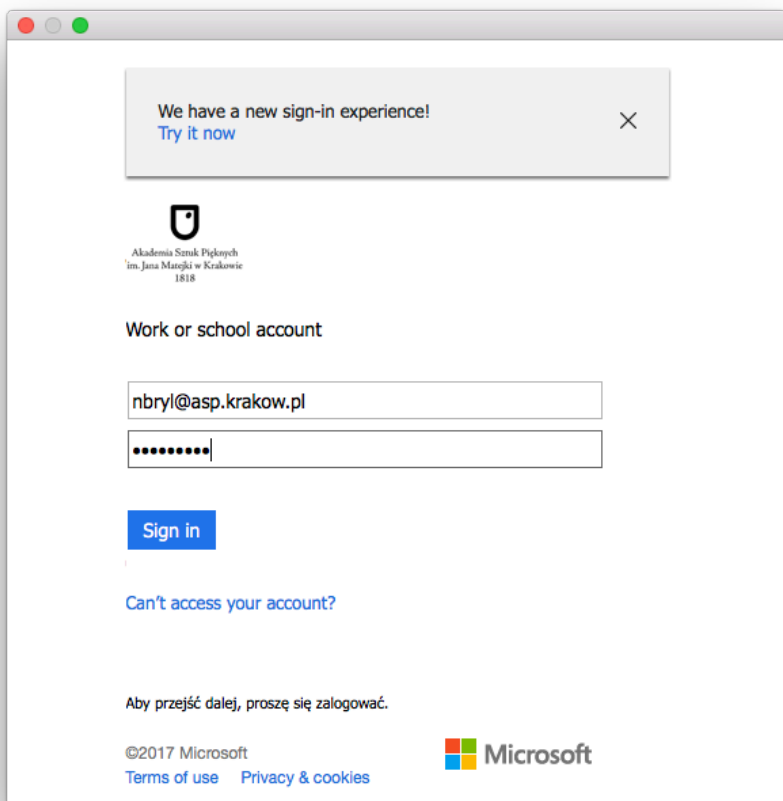 We have a new sign-in experience!
Try it now
Akademia Sztuk Pięknych
im. Jana Matejki w Krakowie
1818
Work or school account
nbryl@asp.krakow.pl
•••••••••
Sign in
Can't access your account?
Aby przejść dalej, proszę się zalogować.
©2017 Microsoft
Microsoft
Terms of use Privacy & cookies